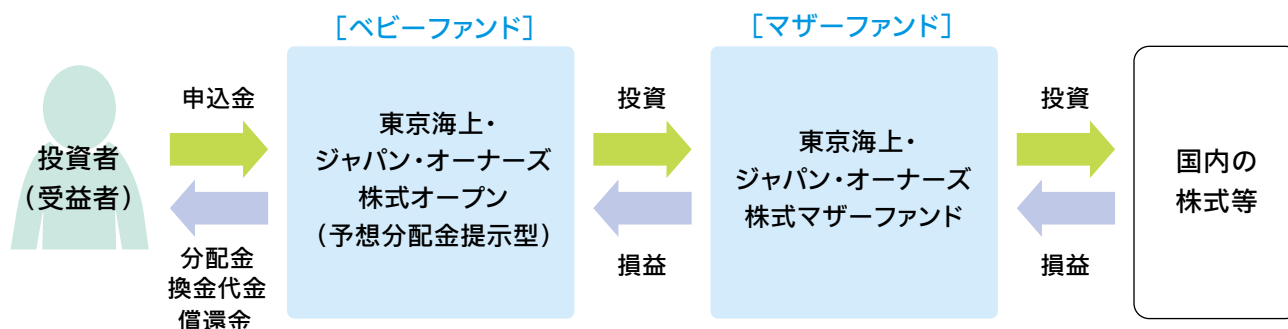 ［ベビーファンド］
［マザーファンド］
投資者
（受益者）
申込金
分配金
換金代金
償還金
東京海上・
ジャパン・オーナーズ
株式オープン
（予想分配金提示型）
投資
損益
東京海上・
ジャパン・オーナーズ
株式マザーファンド
投資
損益
国内の
株式等